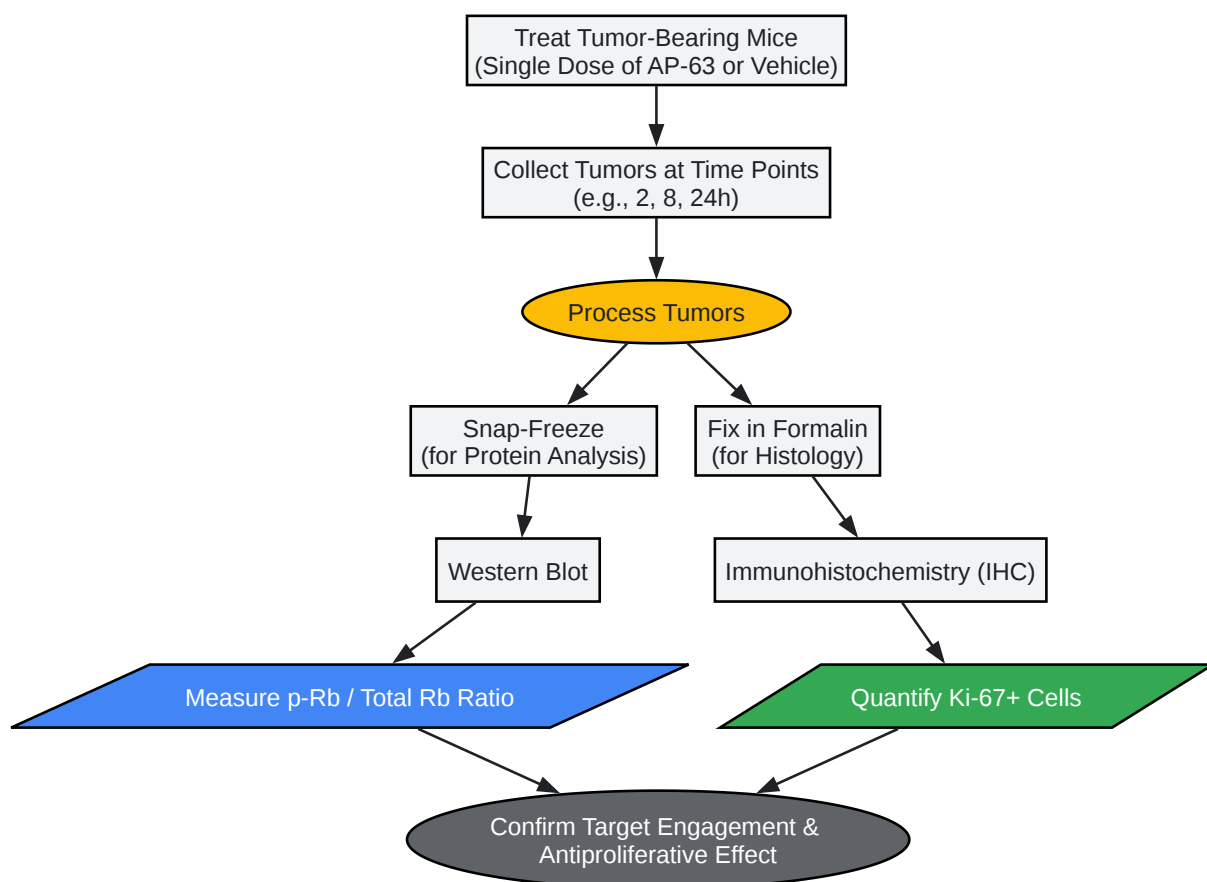 Treat Tumor-Bearing Mice
(Single Dose of AP-63 or Vehicle)
Collect Tumors at Time Points
(e.g., 2, 8, 24h)
Process Tumors
Snap-Freeze
(for Protein Analysis)
Fix in Formalin
(for Histology)
Western Blot
Immunohistochemistry (IHC)
Measure p-Rb / Total Rb Ratio
Quantify Ki-67+ Cells
Confirm Target Engagement &
Antiproliferative Effect